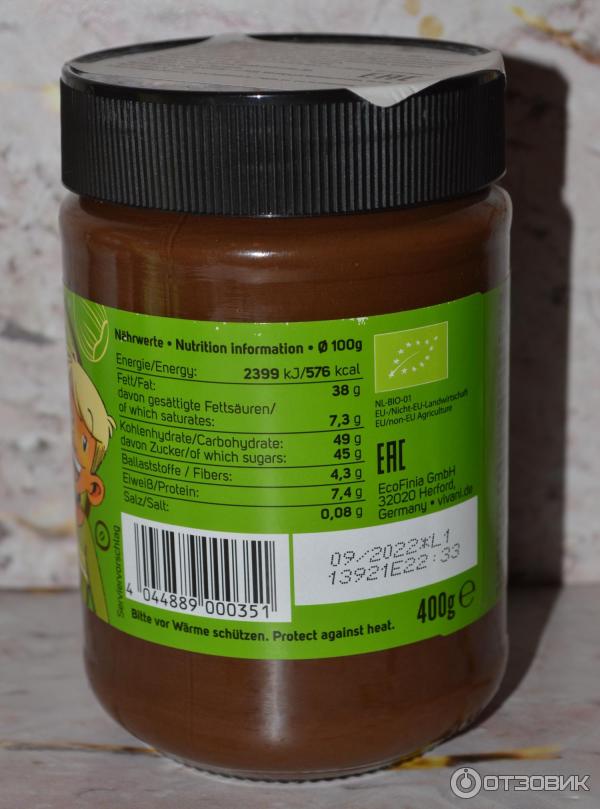 Nährwerte • Nutrition information • Ø 100g
Energie/Energy: 2399 kJ/576 kcal
Fett/Fat: 38 g
davon gesättigte Fettsäuren/
of which saturates: 7,3 g
Kohlenhydrate/Carbohydrate: 49 g
davon Zucker/of which sugars: 45 g
Ballaststoffe / Fibers: 4,3 g
Eiweiß/Protein: 7,4 g
Salz/Salt: 0,08 g
NL-BIO-01
EU-/Nicht-EU-Landwirtschaft
EU/non-EU Agriculture
EAC
EcoFinia GmbH
32020 Herford,
Germany • vivani.de
Serviervorschlag
4 044889 000351
09/2022*L1
13921E22:33
400g e
Bitte vor Wärme schützen. Protect against heat.
ОТЗОВИК